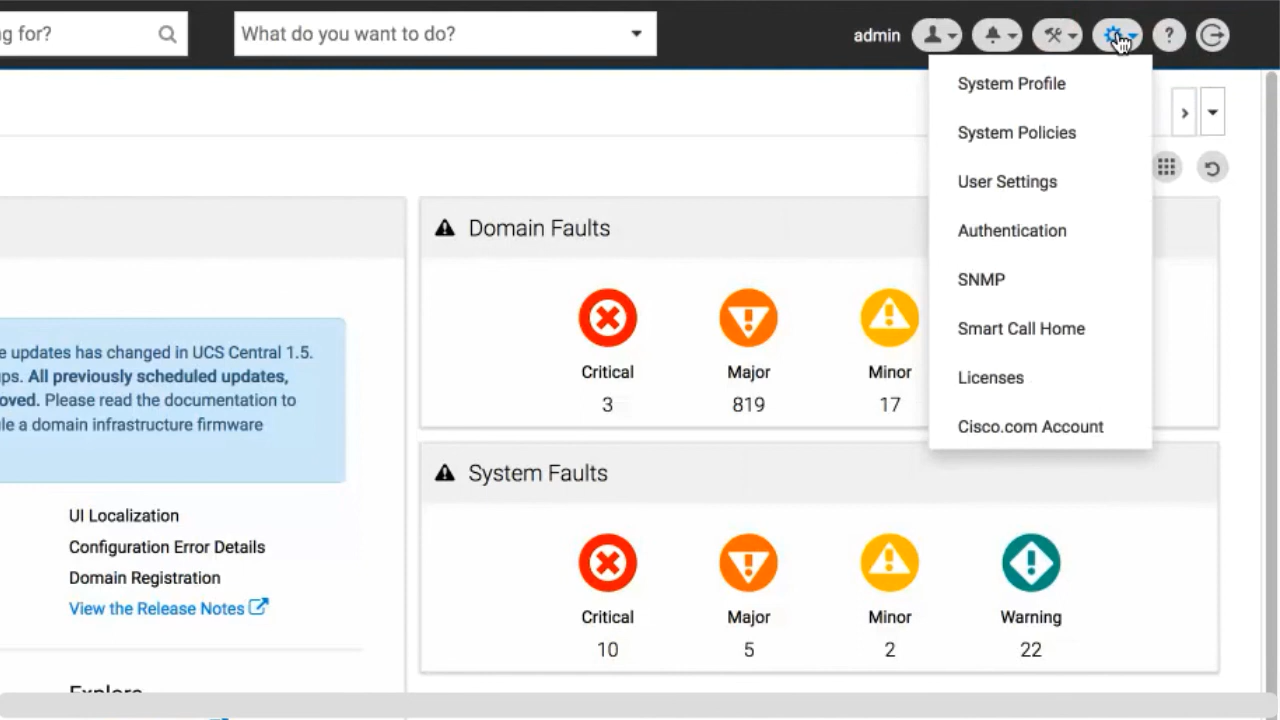 g for?
What do you want to do?
admin
?
System Profile
System Policies
User Settings
Authentication
SNMP
Smart Call Home
Licenses
Cisco.com Account
e updates has changed in UCS Central 1.5.
ups. All previously scheduled updates,
oved. Please read the documentation to
le a domain infrastructure firmware
UI Localization
Configuration Error Details
Domain Registration
View the Release Notes
Explore
Domain Faults
Critical Major Minor
3 819 17
System Faults
Critical Major Minor Warning
10 5 2 22